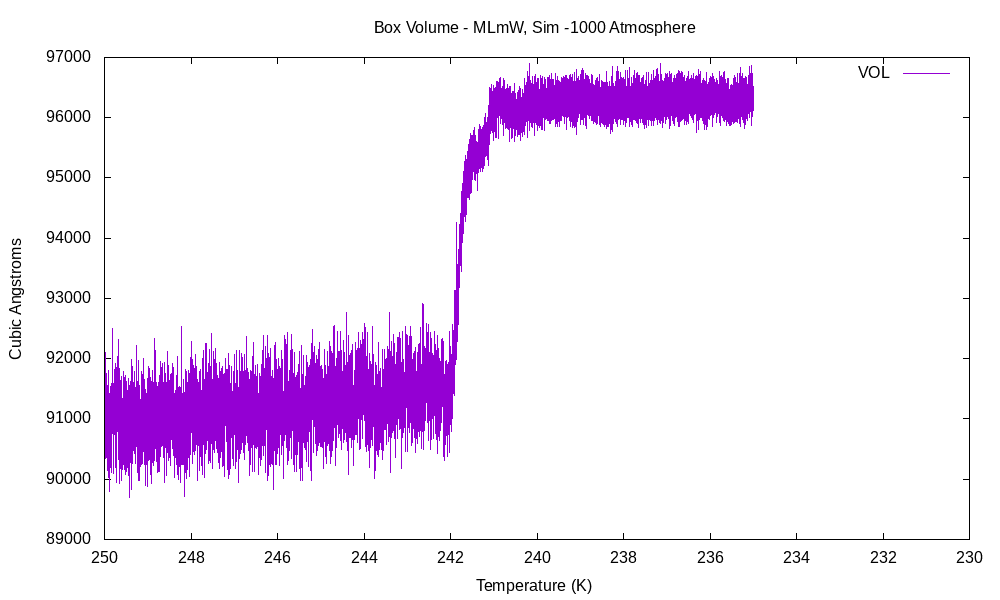 Box Volume - MLmW, Sim -1000 Atmosphere
VOL
97000
96000
95000
94000
93000
92000
91000
90000
89000
Cubic Angstroms
250 248 246 244 242 240 238 236 234 232 230
Temperature (K)